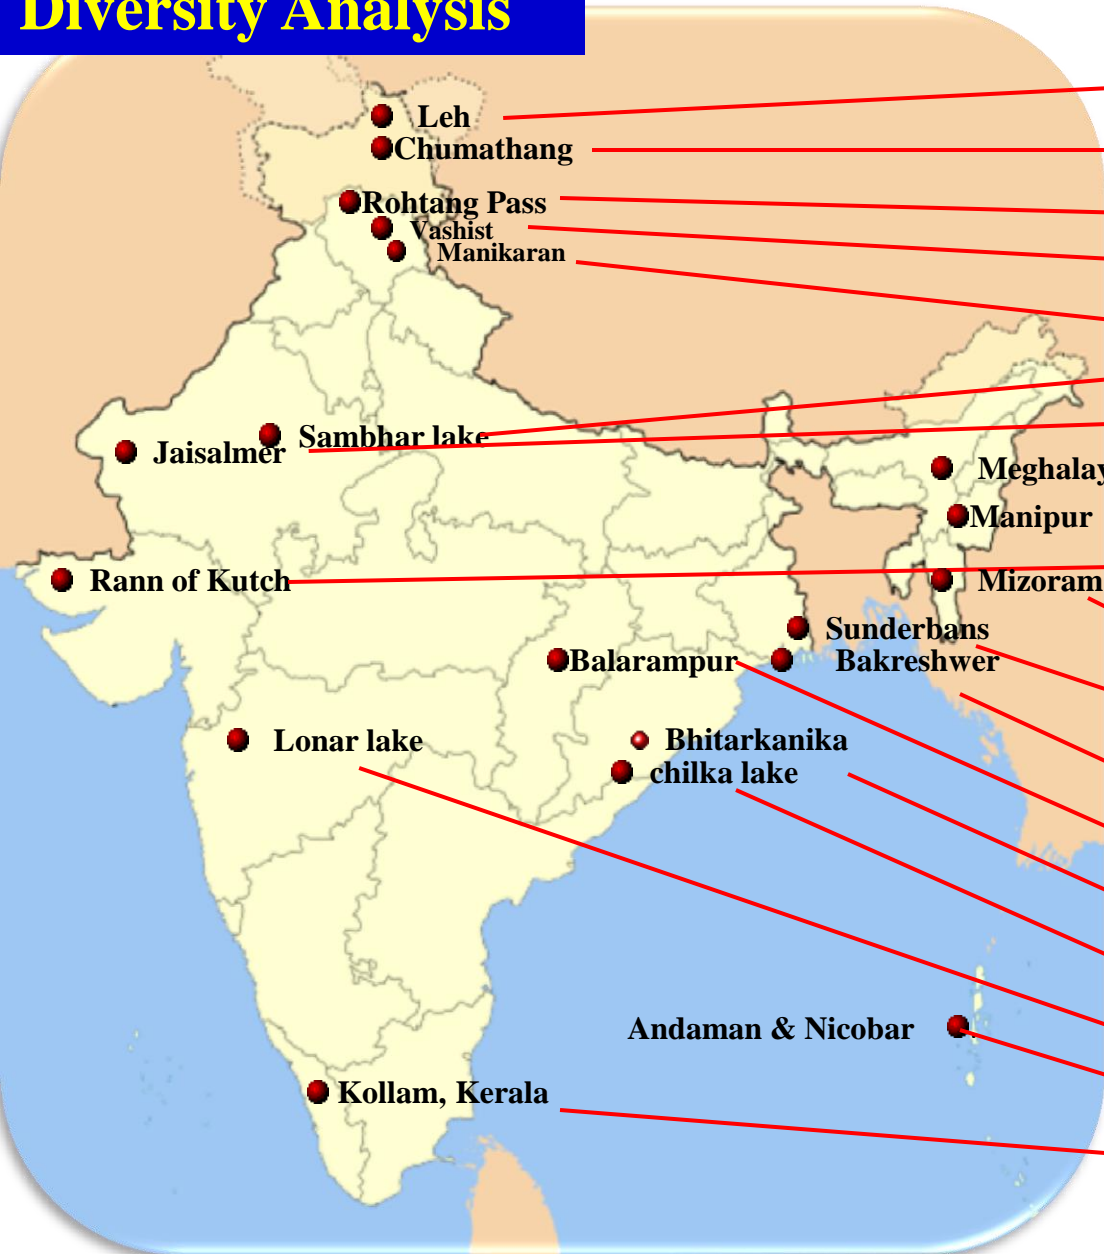 Diversity Analysis
Leh
Chumathang
Rohtang Pass
Vashist
Manikaran
Sambhar lake
Jaisalmer
Meghalay
Manipur
Rann of Kutch
Mizoram
Sunderbans
Balarampur
Bakreshwer
Lonar lake
Bhitarkanika
chilka lake
Andaman & Nicobar
Kollam, Kerala